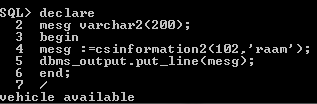 SQL> declare
2 mesg varchar2(200);
3 begin
4 mesg :=csinformation2(102,'raam');
5 dbms_output.put_line(mesg);
6 end;
7 /
vehicle available